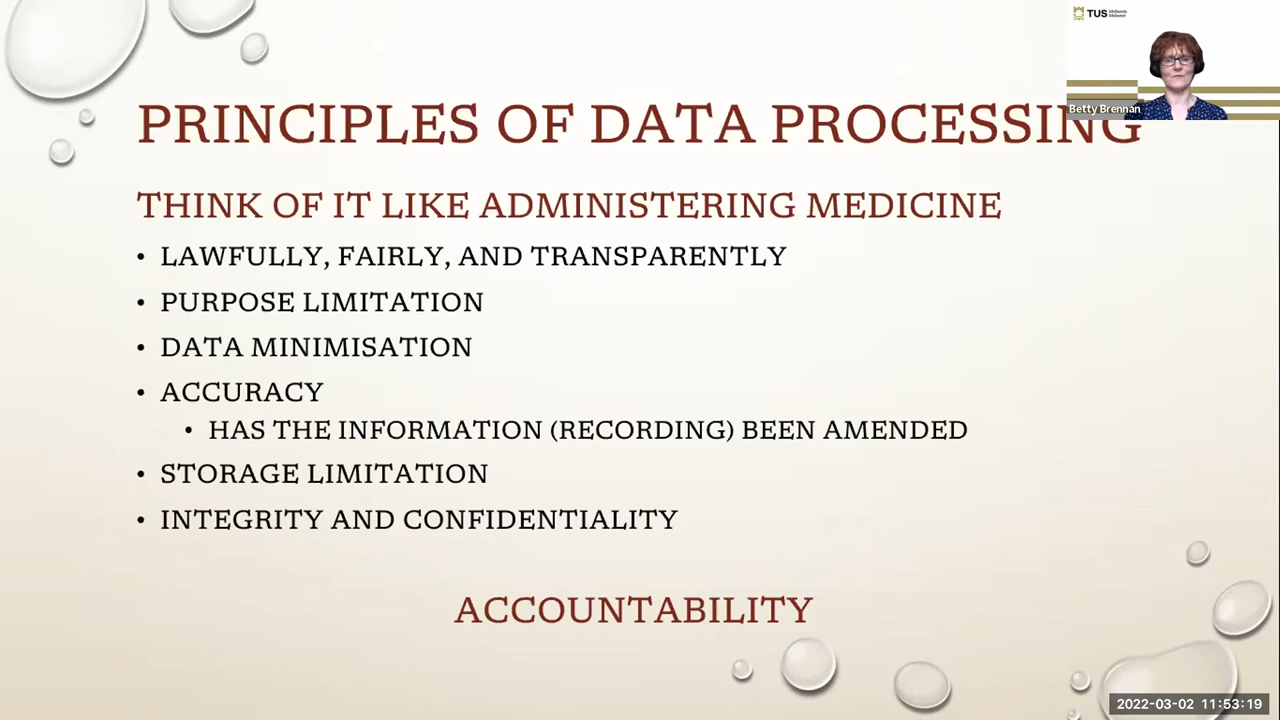 TUS Midlands
Midwest
Betty Brennan
PRINCIPLES OF DATA PROCESSING
THINK OF IT LIKE ADMINISTERING MEDICINE
• LAWFULLY, FAIRLY, AND TRANSPARENTLY
• PURPOSE LIMITATION
• DATA MINIMISATION
• ACCURACY
• HAS THE INFORMATION (RECORDING) BEEN AMENDED
• STORAGE LIMITATION
• INTEGRITY AND CONFIDENTIALITY
ACCOUNTABILITY
2022-03-02 11:53:19